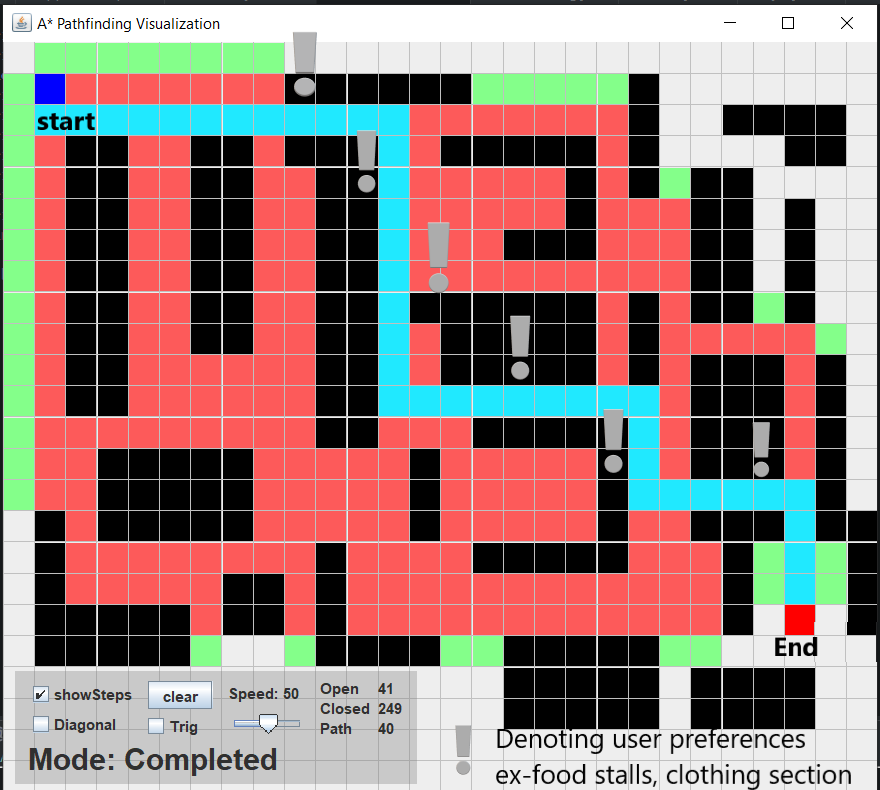 A* Pathfinding Visualization
start
End
showSteps
clear
Speed: 50
Open 41
Closed 249
Path 40
Diagonal
Trig
Mode: Completed
Denoting user preferences
ex-food stalls, clothing section